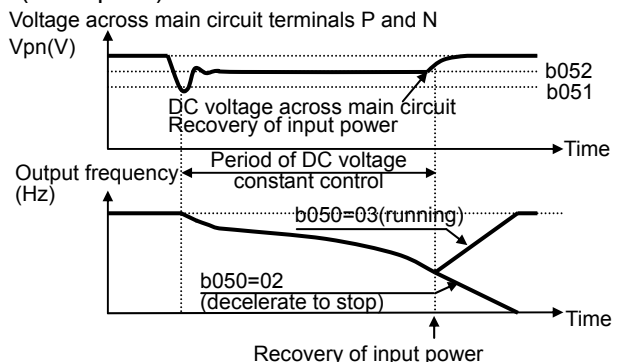 Voltage across main circuit terminals P and N
Vpn(V)
b052
b051
DC voltage across main circuit
Recovery of input power
Time
Period of DC voltage
constant control
Output frequency
(Hz)
b050=03(running)
b050=02
(decelerate to stop)
Time
Recovery of input power